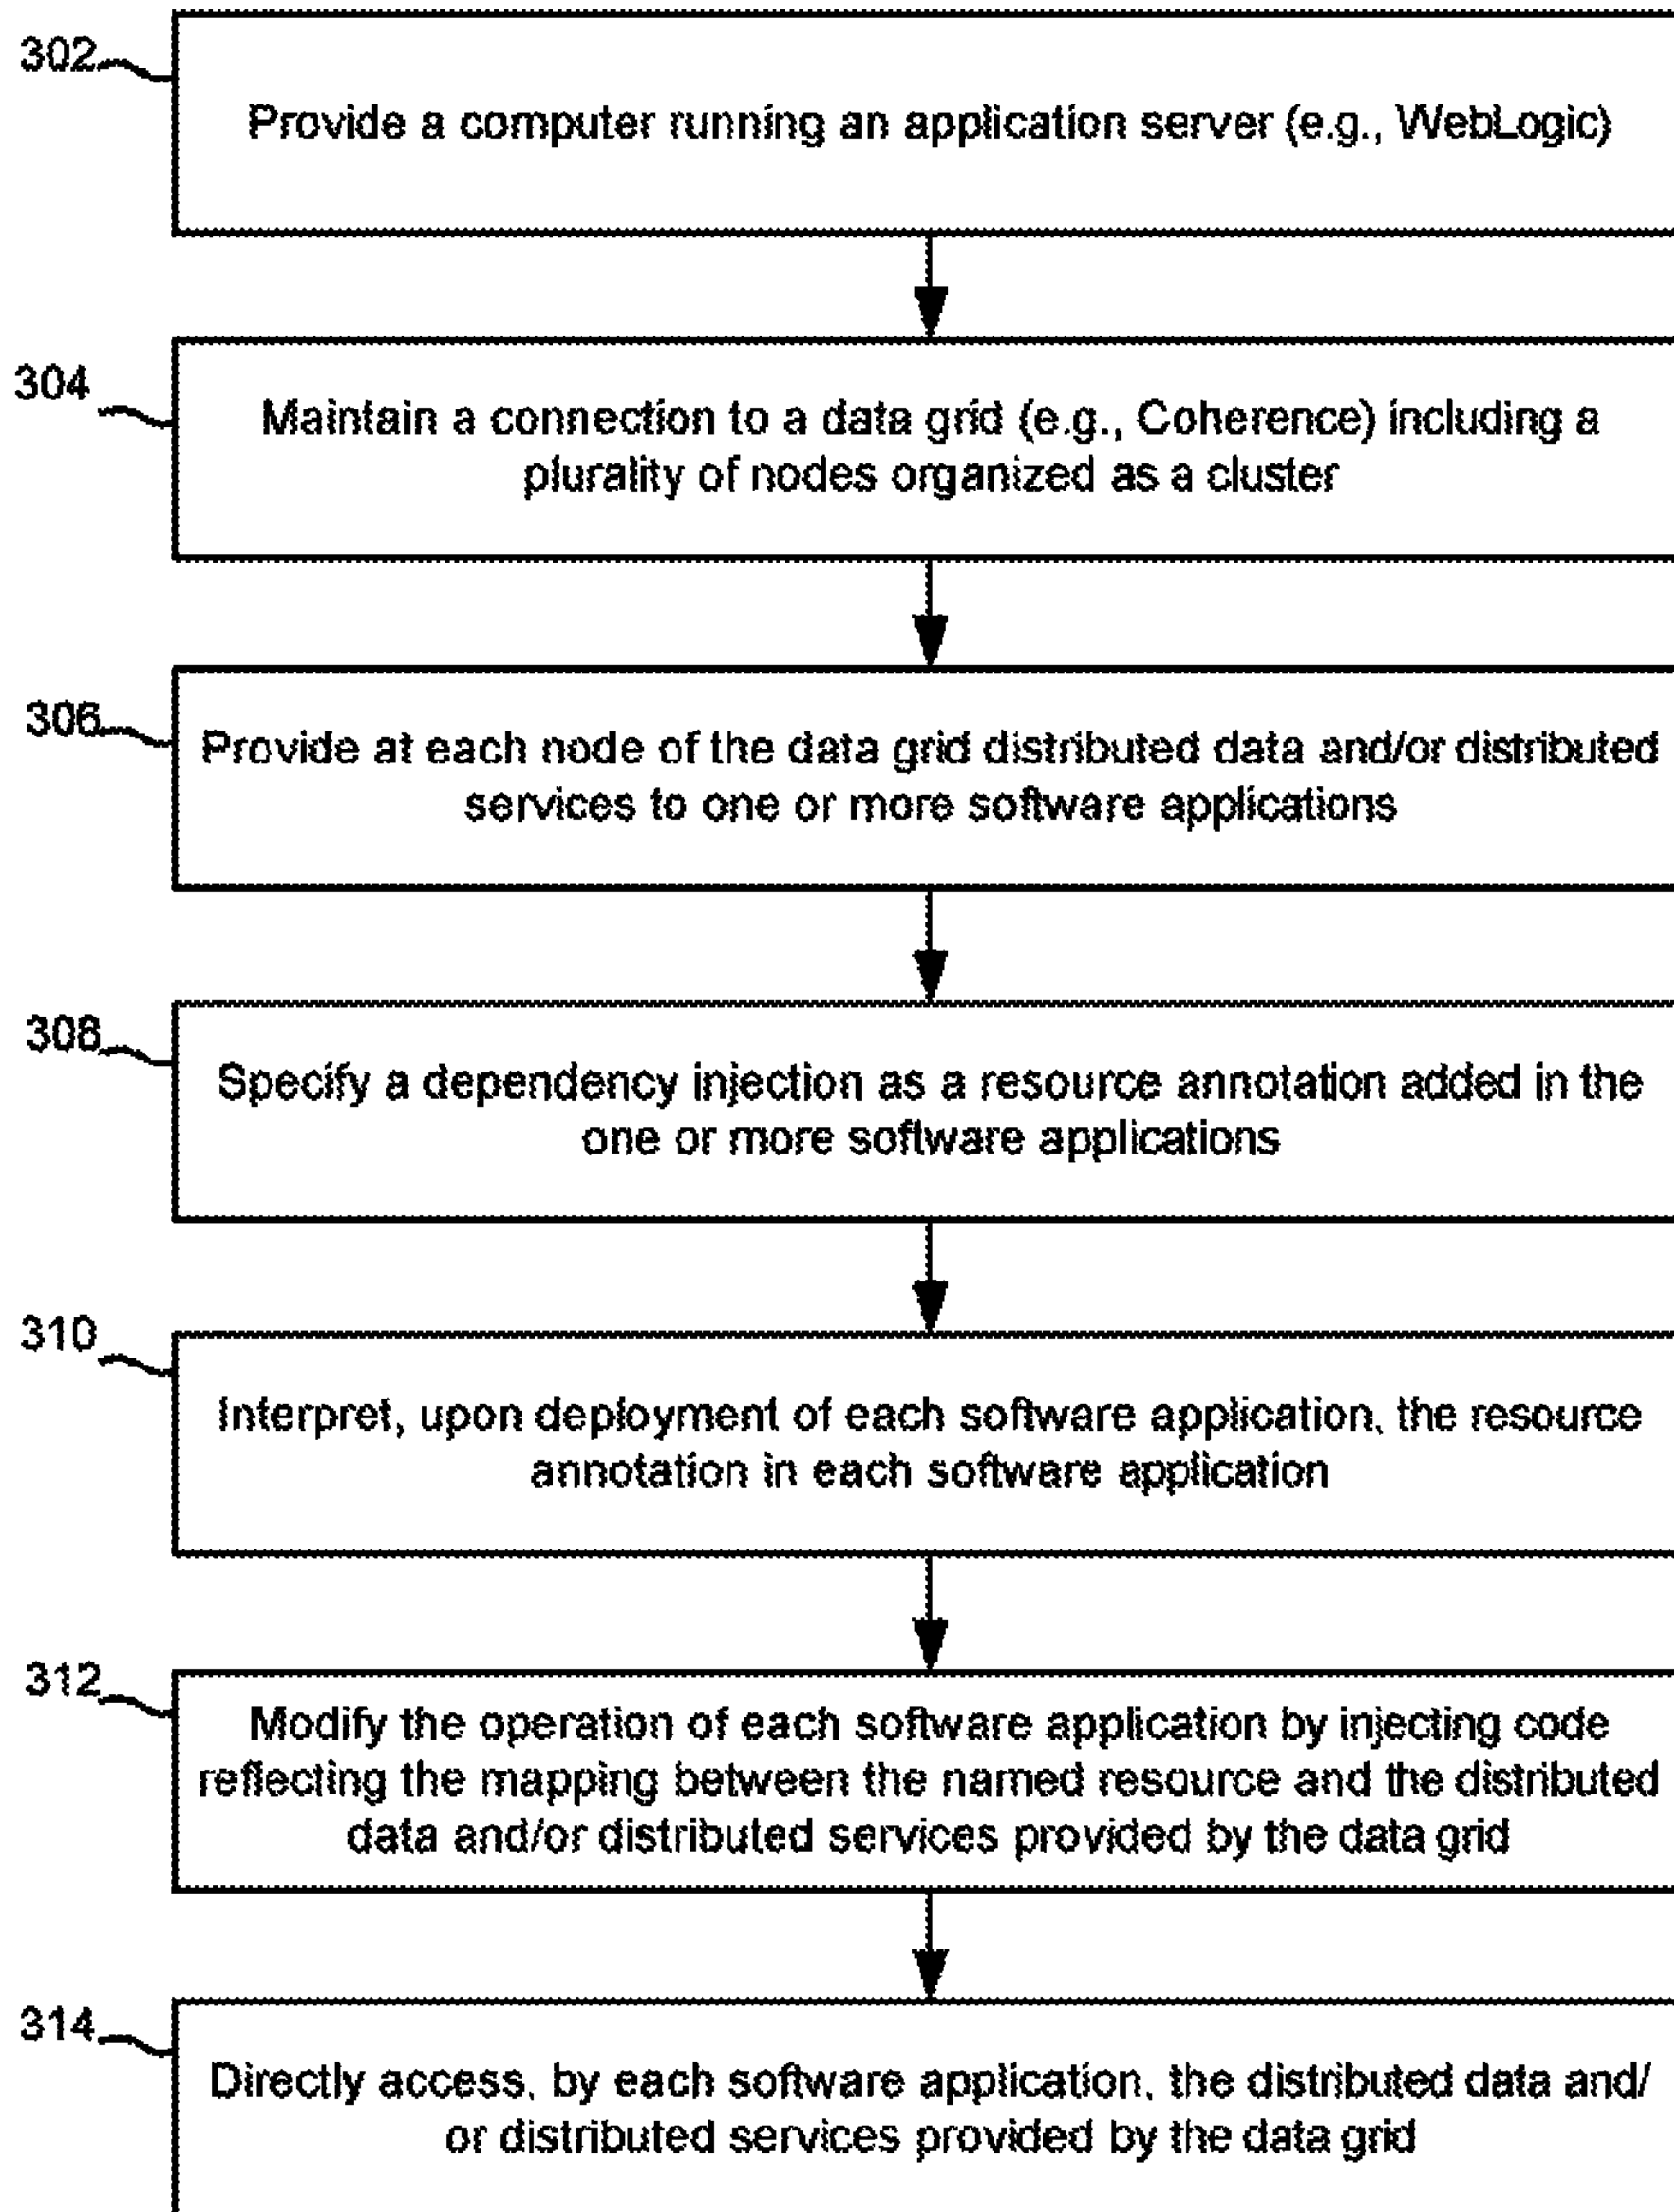 302
Provide a computer running an application server (e.g., WebLogic)
304
Maintain a connection to a data grid (e.g., Coherence) including a
plurality of nodes organized as a cluster
306
Provide at each node of the data grid distributed data and/or distributed
services to one or more software applications
308
Specify a dependency injection as a resource annotation added in the
one or more software applications
310
Interpret, upon deployment of each software application, the resource
annotation in each software application
312
Modify the operation of each software application by injecting code
reflecting the mapping between the named resource and the distributed
data and/or distributed services provided by the data grid
314
Directly access, by each software application, the distributed data and/
or distributed services provided by the data grid